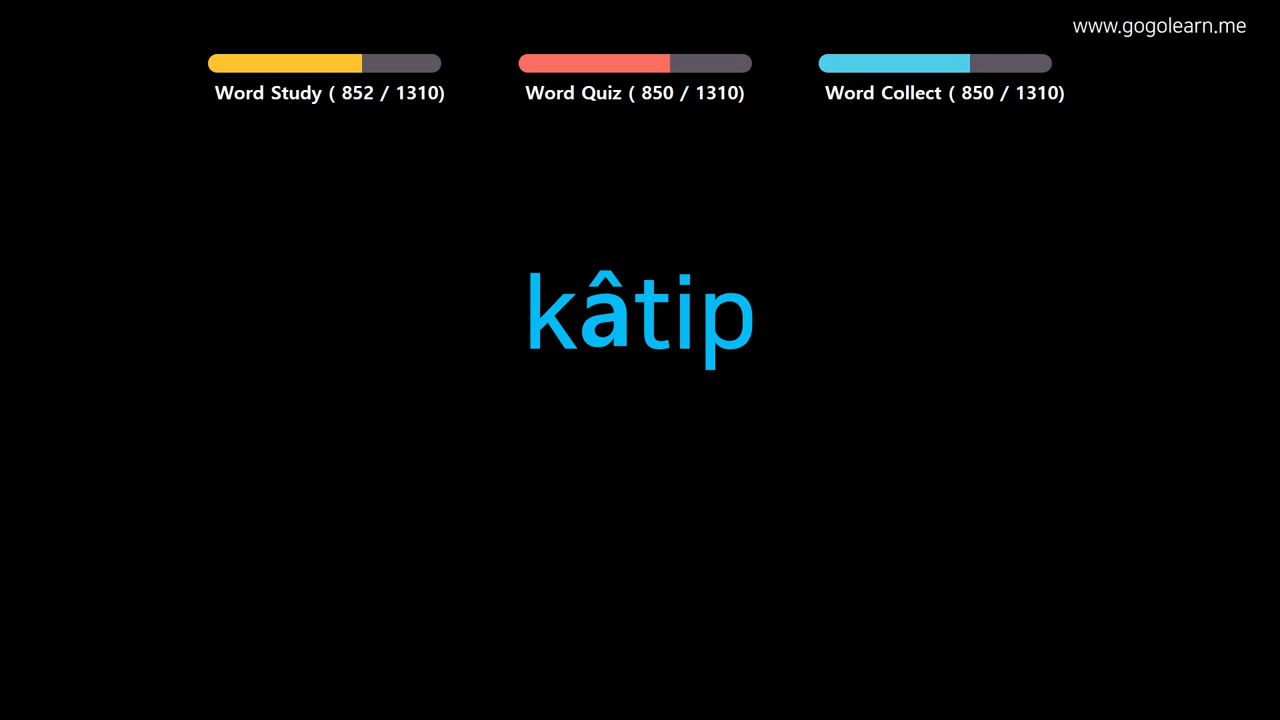 www.gogolearn.me
Word Study ( 852 / 1310)
Word Quiz ( 850 / 1310)
Word Collect ( 850 / 1310)
kâtip